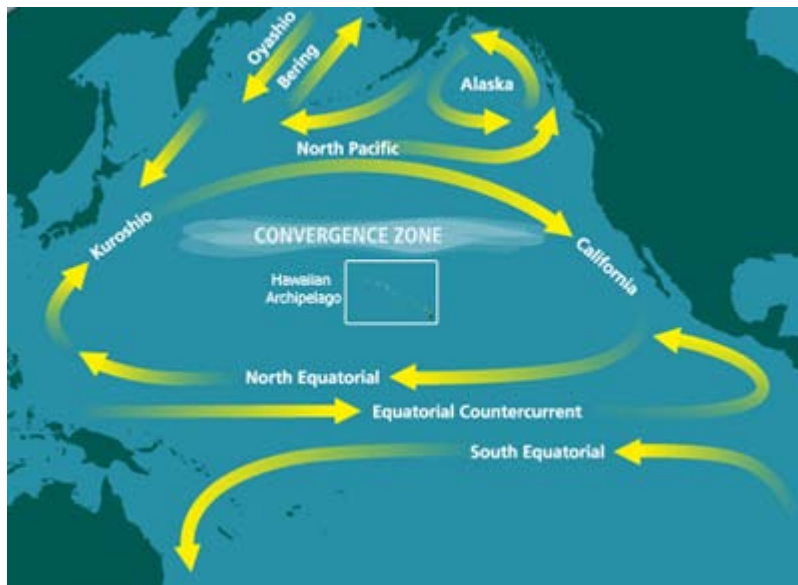 Oyashio
Bering
Alaska
North Pacific
Kuroshio
CONVERGENCE ZONE
California
Hawaiian
Archipelago
North Equatorial
Equatorial Countercurrent
South Equatorial